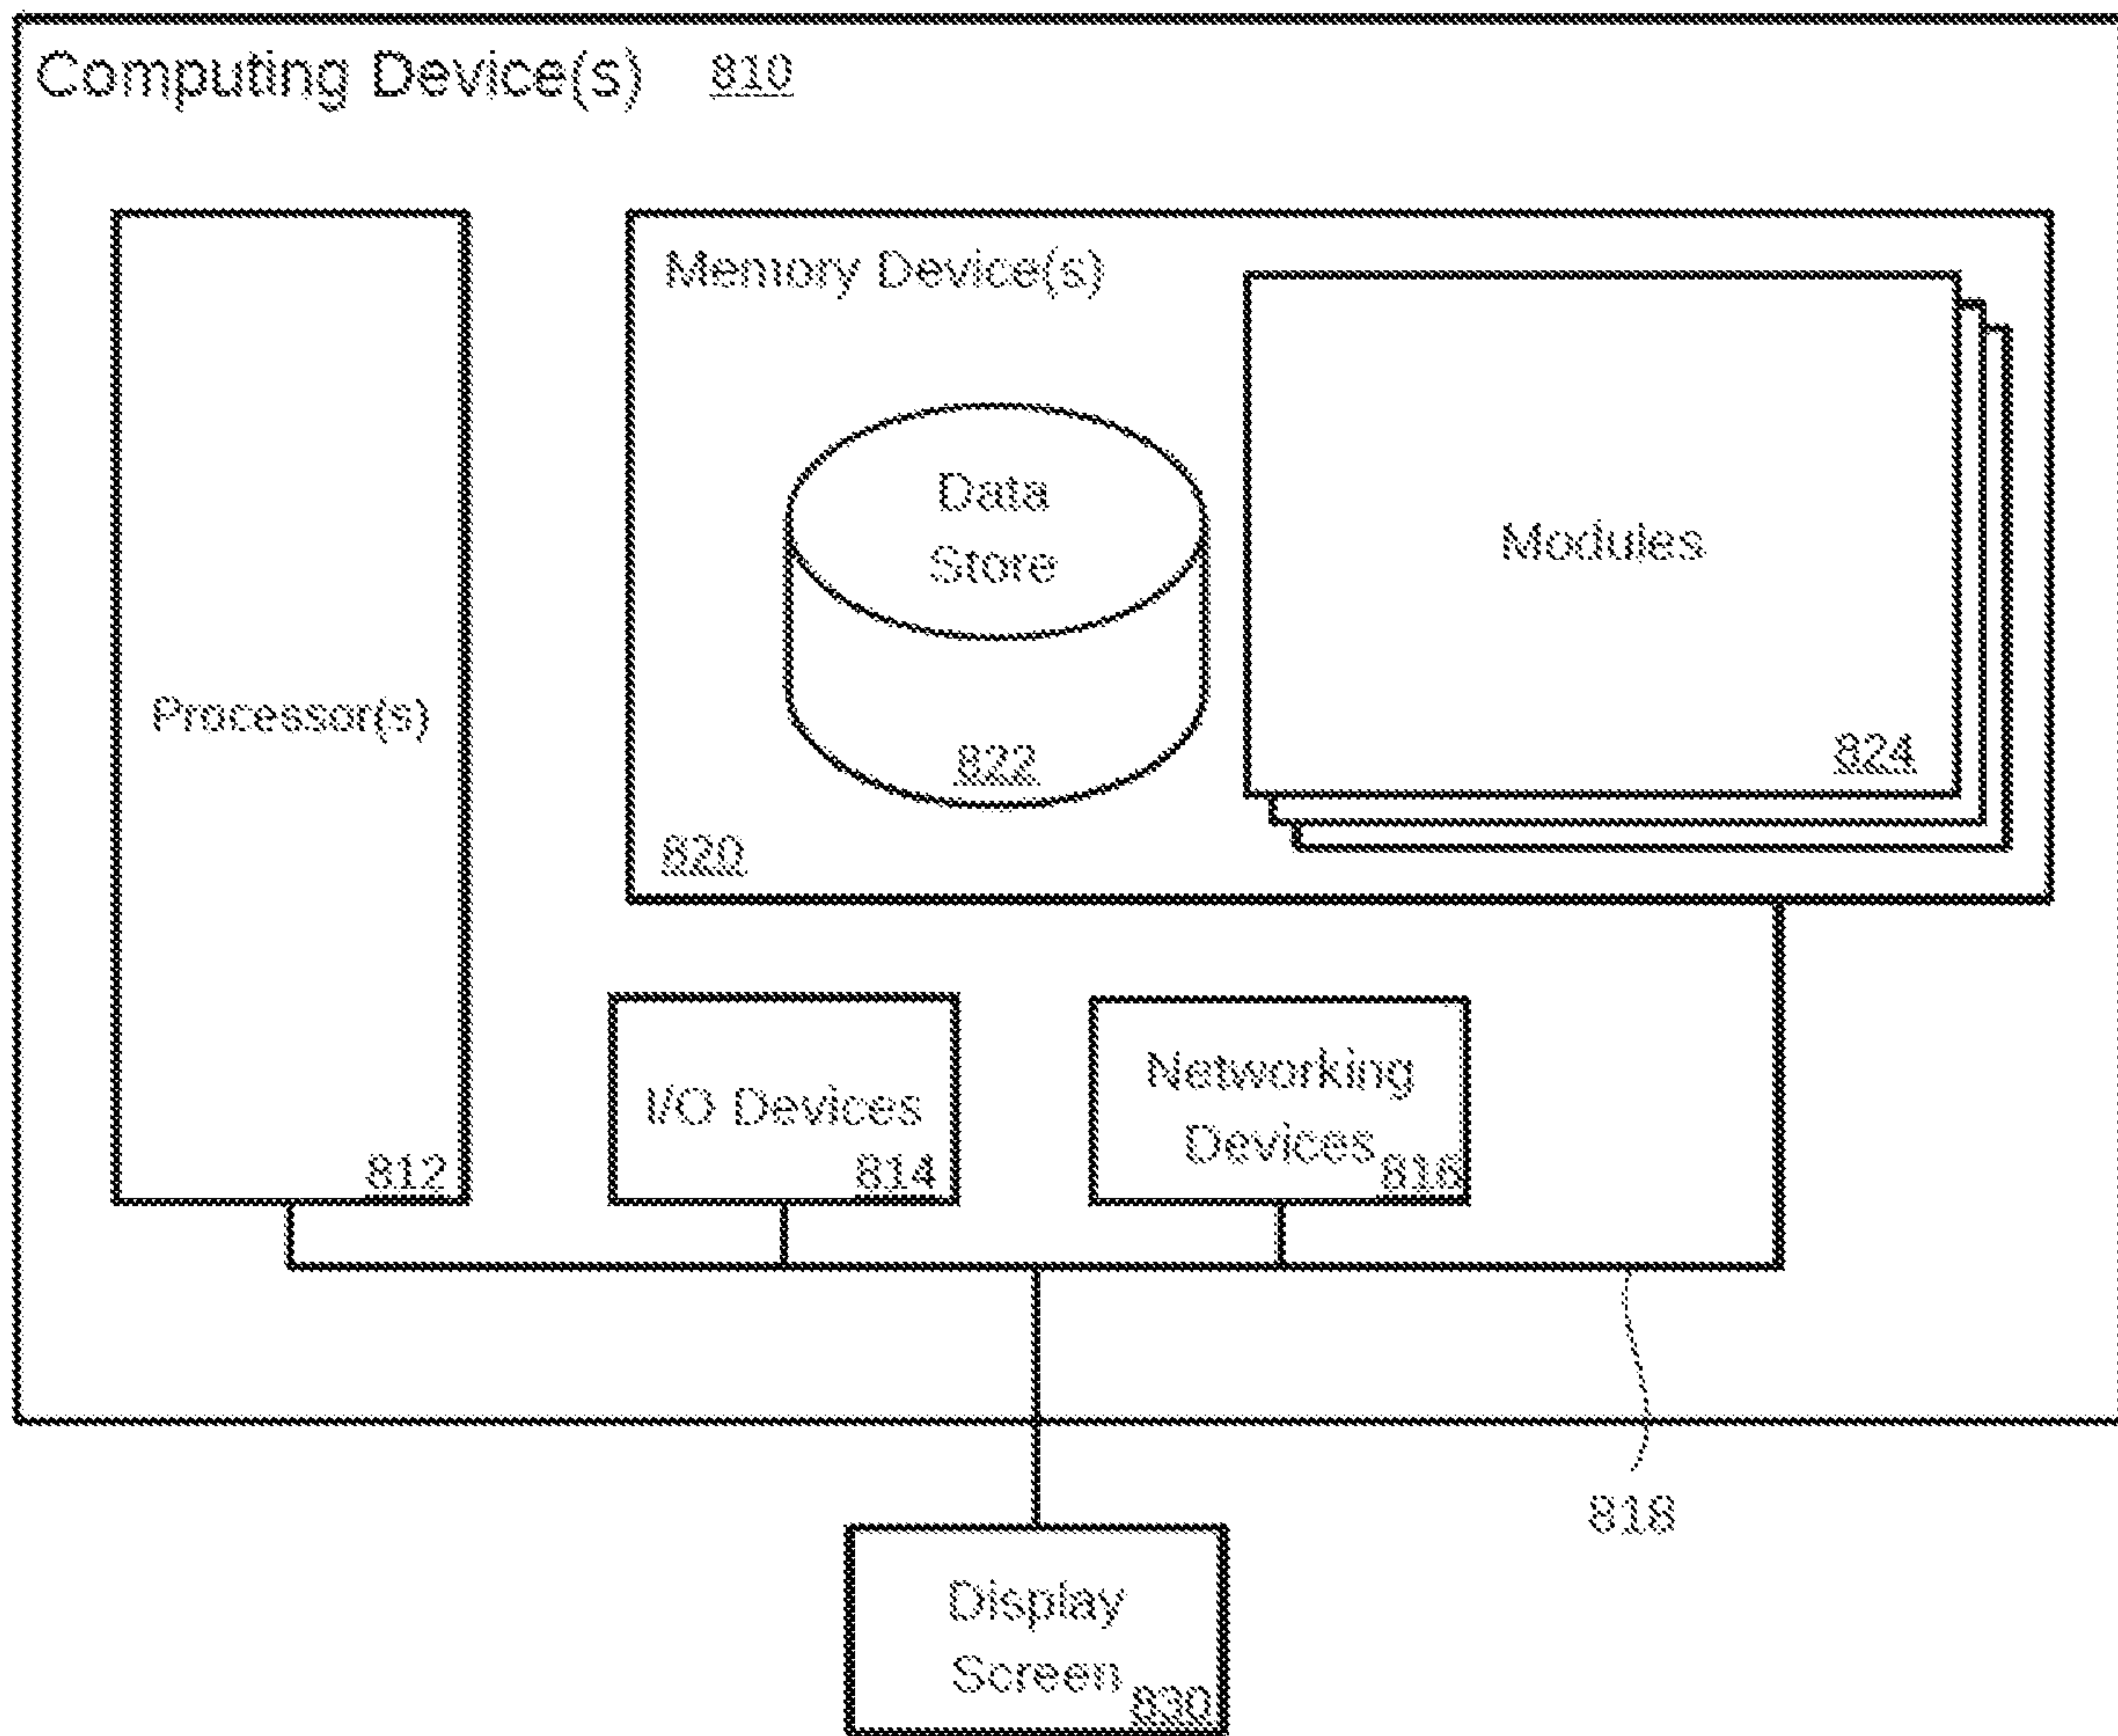 Computing Device(s) 810
Memory Device(s)
Data
Store
Modules
Processor(s)
822
824
820
Networking
I/O Devices
Devices
812
814
816
818
Display
Screen
830